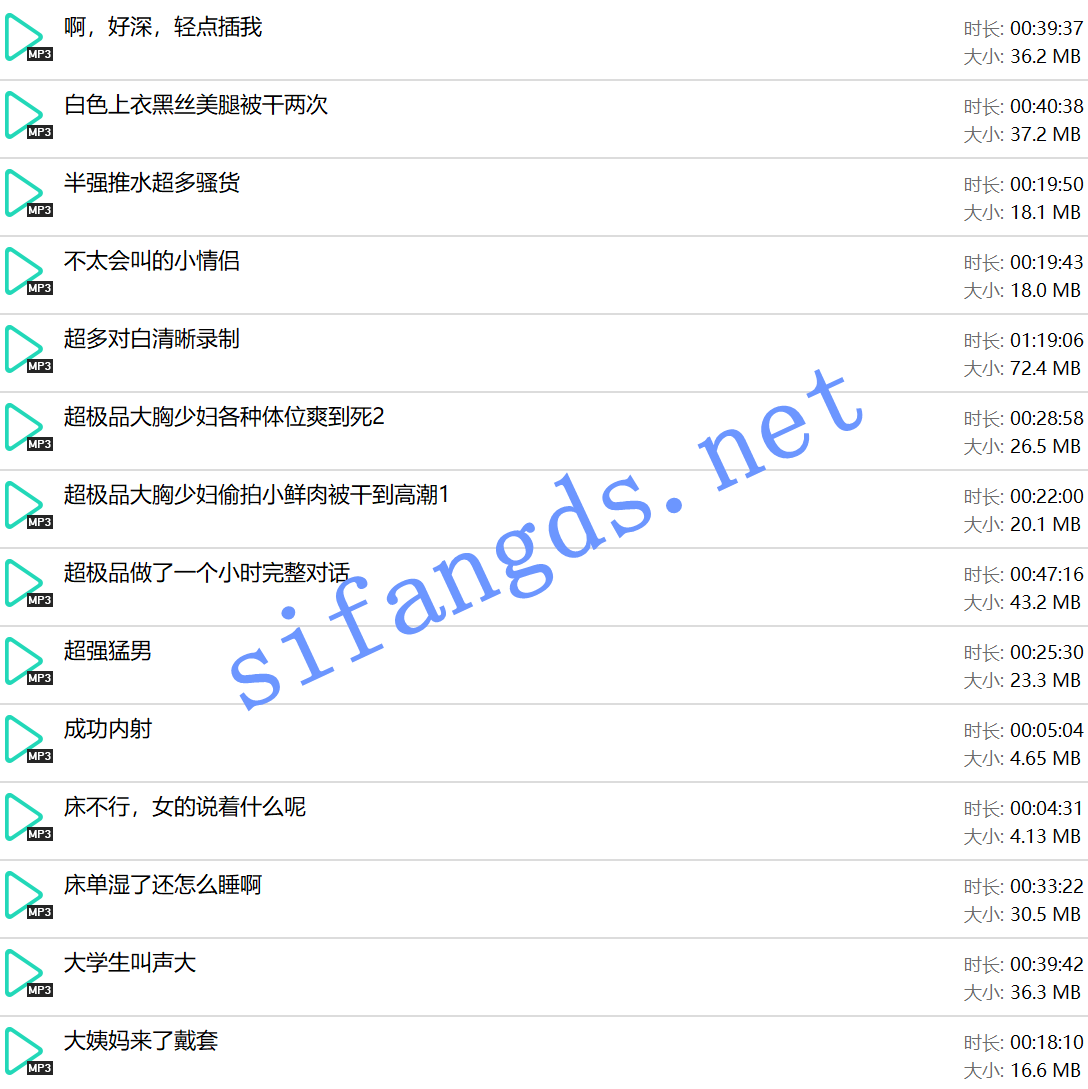 啊，好深，轻点插我
时长: 00:39:37
大小: 36.2 MB
MP3
白色上衣黑丝美腿被干两次
时长: 00:40:38
大小: 37.2 MB
MP3
半强推水超多骚货
时长: 00:19:50
大小: 18.1 MB
MP3
不太会叫的小情侣
时长: 00:19:43
大小: 18.0 MB
MP3
超多对白清晰录制
时长: 01:19:06
大小: 72.4 MB
MP3
超极品大胸少妇各种体位爽到死2
时长: 00:28:58
大小: 26.5 MB
MP3
超极品大胸少妇偷拍小鲜肉被干到高潮1
时长: 00:22:00
大小: 20.1 MB
MP3
超极品做了一个小时完整对话
时长: 00:47:16
大小: 43.2 MB
MP3
超强猛男
时长: 00:25:30
大小: 23.3 MB
MP3
成功内射
时长: 00:05:04
大小: 4.65 MB
MP3
床不行，女的说着什么呢
时长: 00:04:31
大小: 4.13 MB
MP3
床单湿了还怎么睡啊
时长: 00:33:22
大小: 30.5 MB
MP3
大学生叫声大
时长: 00:39:42
大小: 36.3 MB
MP3
大姨妈来了戴套
时长: 00:18:10
大小: 16.6 MB
MP3
sifangds.net